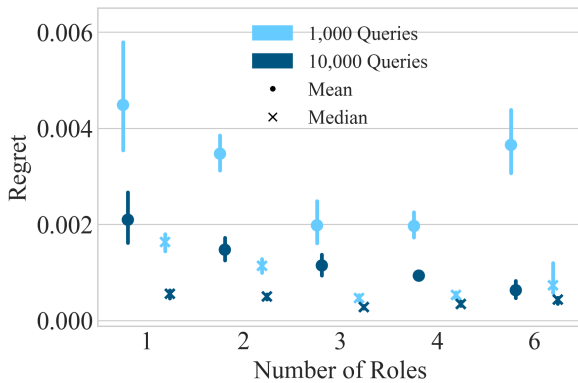 Regret
0.006
0.004
0.002
0.000
1,000 Queries
10,000 Queries
Mean
Median
1 2 3 4 6
Number of Roles